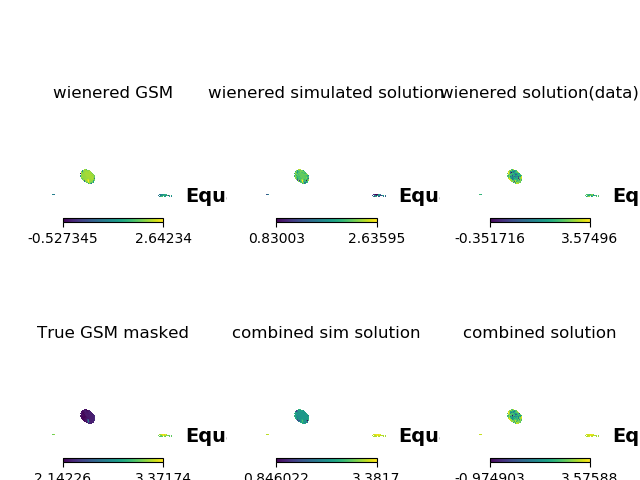 wienered GSM wienered simulated solution wienered solution(data)
Equ Equ Eq
-0.527345 2.64234 0.83003 2.63595 -0.351716 3.57496
True GSM masked combined sim solution combined solution
Equ Equ Eq
2.14226 3.37174 0.846022 3.3817 -0.974903 3.57588